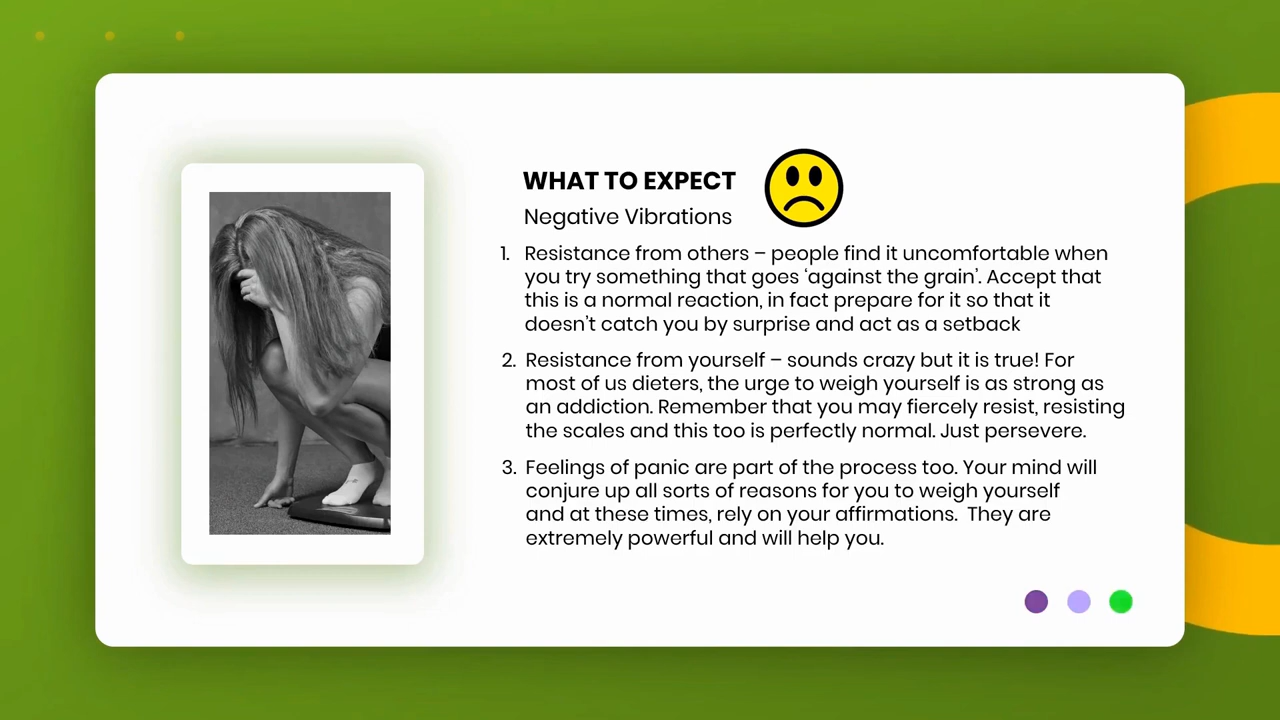 WHAT TO EXPECT
Negative Vibrations
1. Resistance from others – people find it uncomfortable when
you try something that goes ‘against the grain’. Accept that
this is a normal reaction, in fact prepare for it so that it
doesn’t catch you by surprise and act as a setback
2. Resistance from yourself – sounds crazy but it is true! For
most of us dieters, the urge to weigh yourself is as strong as
an addiction. Remember that you may fiercely resist, resisting
the scales and this too is perfectly normal. Just persevere.
3. Feelings of panic are part of the process too. Your mind will
conjure up all sorts of reasons for you to weigh yourself
and at these times, rely on your affirmations.  They are
extremely powerful and will help you.